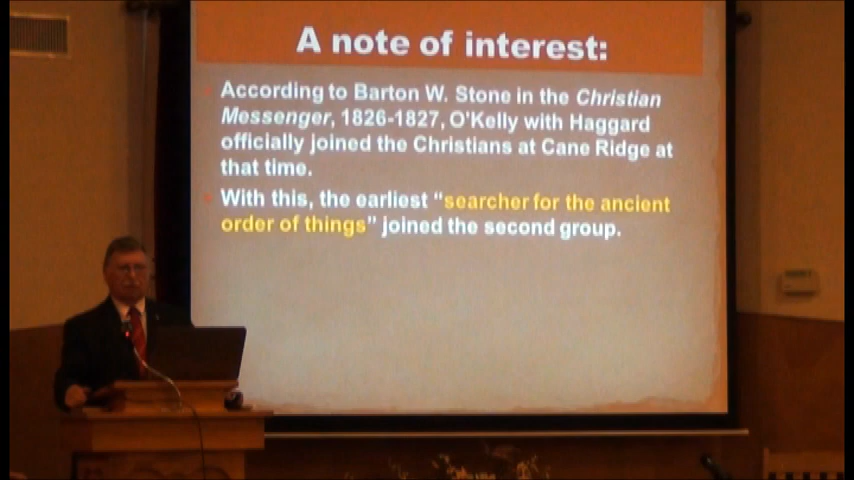 A note of interest:
According to Barton W. Stone in the Christian
Messenger, 1826-1827, O'Kelly with Haggard
officially joined the Christians at Cane Ridge at
that time.
With this, the earliest “searcher for the ancient
order of things” joined the second group.